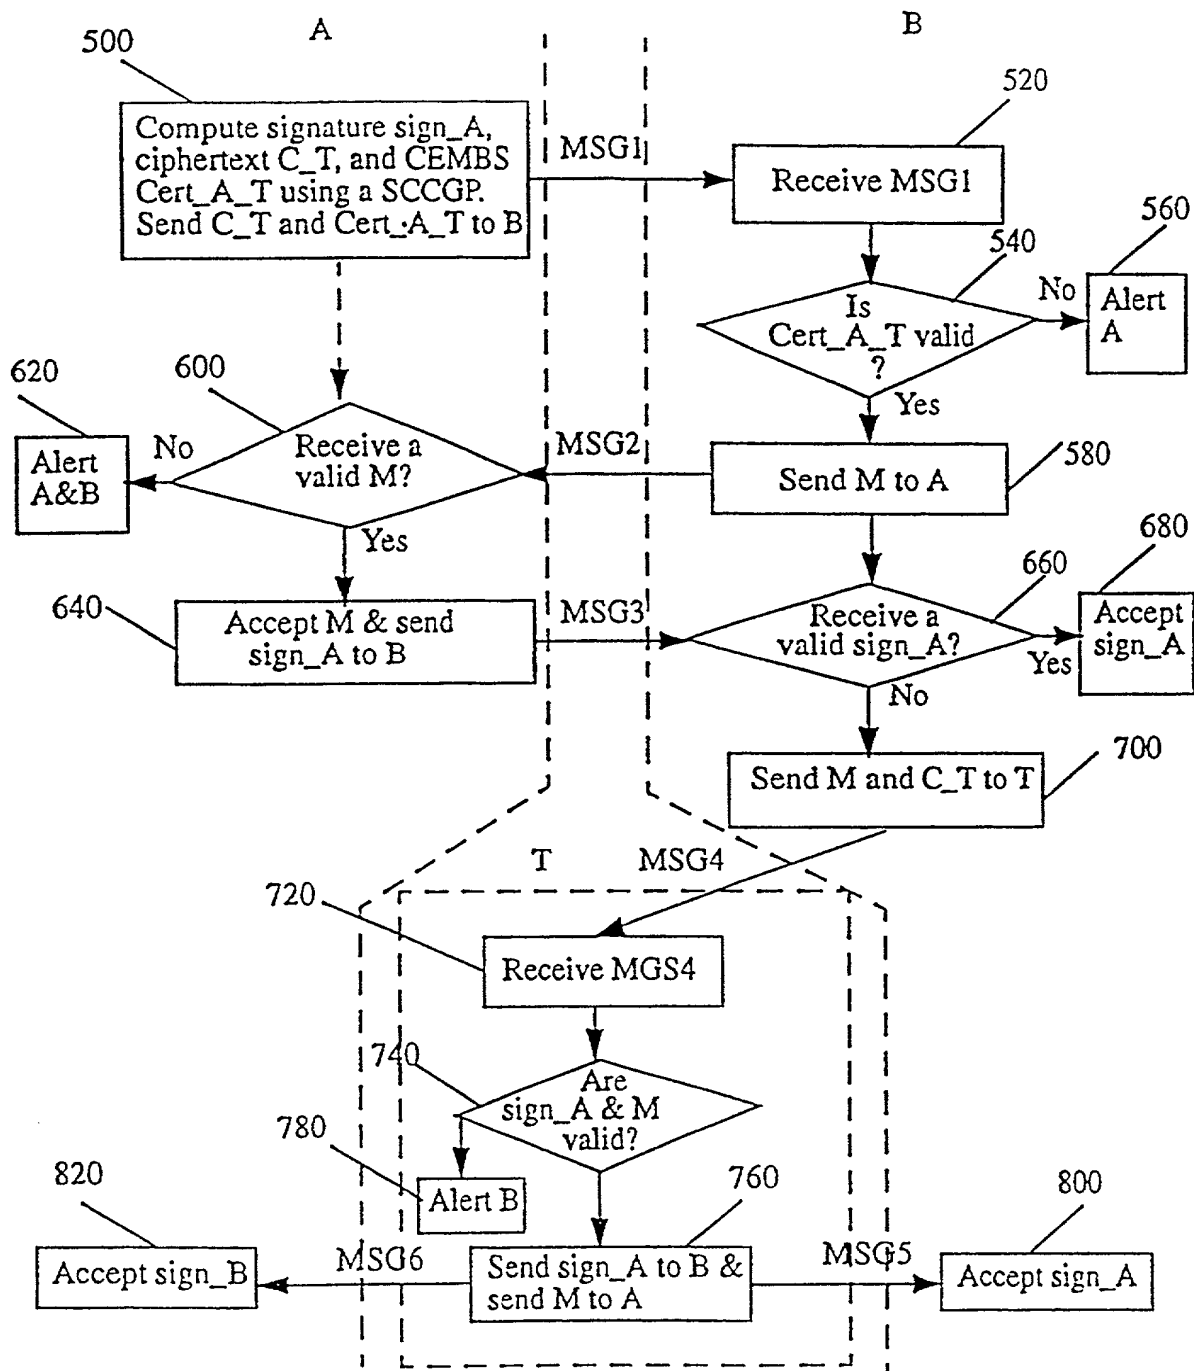 A
B
500
520
Compute signature sign_A,
ciphertext C_T, and CEMBS
Cert_A_T using a SCCGP.
Send C_T and Cert_A_T to B
MSG1
Receive MSG1
540
560
Is
Cert_A_T valid
?
No
Alert
A
Yes
620
600
Receive a
valid M?
No
Alert
A&B
MSG2
Send M to A
580
Yes
640
Accept M & send
sign_A to B
MSG3
660
680
Receive a
valid sign_A?
Yes
Accept
sign_A
No
700
Send M and C_T to T
T
MSG4
720
Receive MGS4
740
Are
sign_A & M
valid?
780
Alert B
760
820
800
Accept sign_B
MSG6
Send sign_A to B &
send M to A
MSG5
Accept sign_A